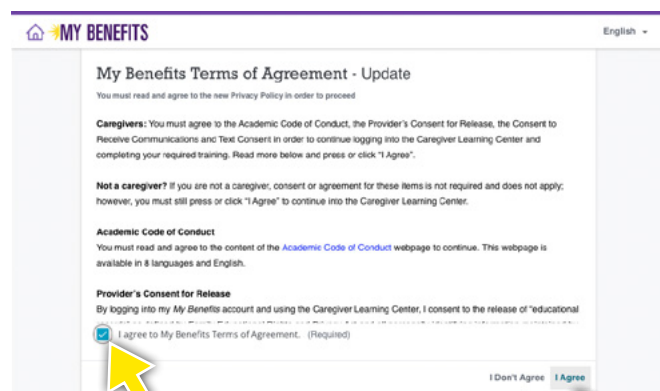 MY BENEFITS
English
My Benefits Terms of Agreement - Update
You must read and agree to the new Privacy Policy in order to proceed
Caregivers: You must agree to the Academic Code of Conduct, the Provider's Consent for Release, the Consent to
Receive Communications and Text Consent in order to continue logging into the Caregiver Learning Center and
completing your required training. Read more below and press or click "I Agree".
Not a caregiver? If you are not a caregiver, consent or agreement for these items is not required and does not apply;
however, you must still press or click "I Agree" to continue into the Caregiver Learning Center.
Academic Code of Conduct
You must read and agree to the content of the Academic Code of Conduct webpage to continue. This webpage is
available in 8 languages and English.
Provider's Consent for Release
By logging into my My Benefits account and using the Caregiver Learning Center, I consent to the release of "educational
I agree to My Benefits Terms of Agreement. (Required)
I Don't Agree I Agree